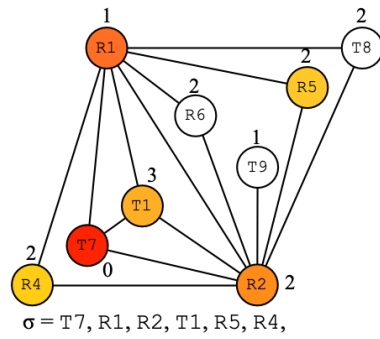 1
2
R1
T8
2
2
R5
R6
1
T9
3
T1
2
T7
0
R4
R2
2
σ = T7, R1, R2, T1, R5, R4,